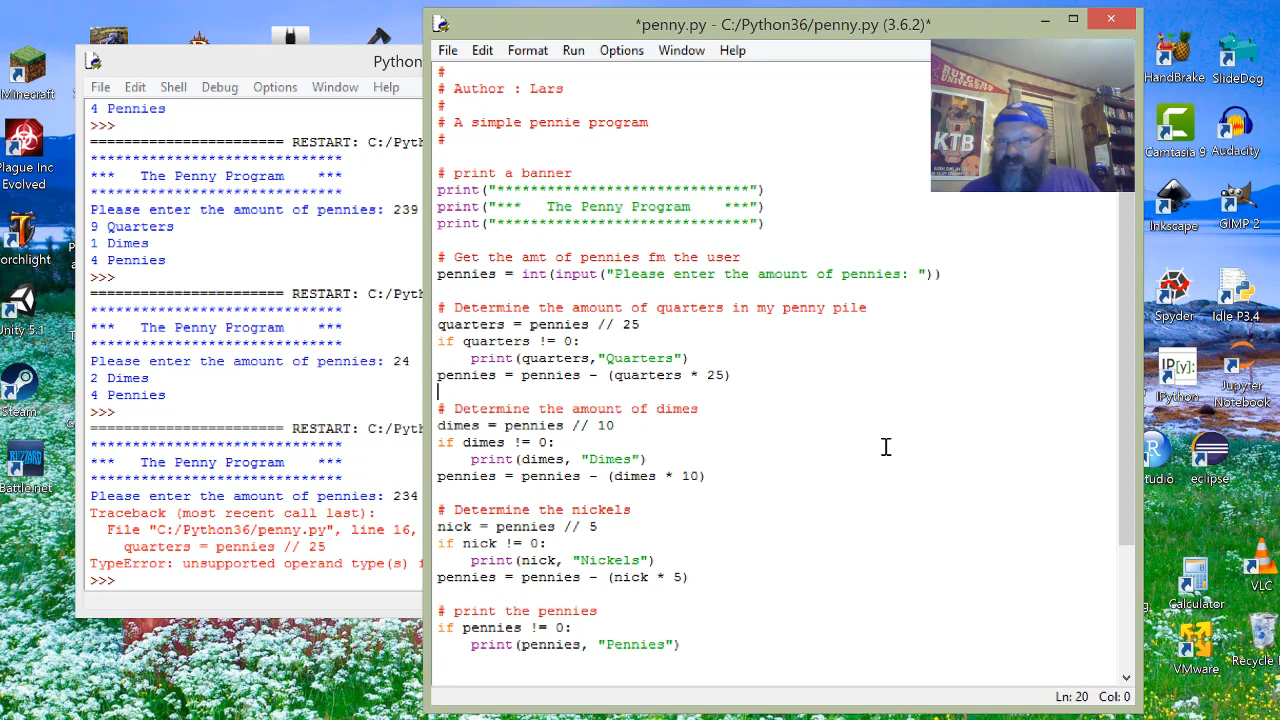 Minecraft
Plague Inc
Evolved
orchlight
Unity 5.1
Steam
Battle.net
Python
File Edit Shell Debug Options Window Help
4 Pennies
>>>
======================= RESTART: C:/Pyth
******************************
*** The Penny Program ***
******************************
Please enter the amount of pennies: 239
9 Quarters
1 Dimes
4 Pennies
>>>
======================= RESTART: C:/Pyth
******************************
*** The Penny Program ***
******************************
Please enter the amount of pennies: 24
2 Dimes
4 Pennies
>>>
======================= RESTART: C:/Pyth
******************************
*** The Penny Program ***
******************************
Please enter the amount of pennies: 234
Traceback (most recent call last):
File "C:/Python36/penny.py", line 16,
quarters = pennies // 25
TypeError: unsupported operand type(s) f
>>>
*penny.py - C:/Python36/penny.py (3.6.2)*
File Edit Format Run Options Window Help
#
# Author : Lars
#
# A simple pennie program
#
# print a banner
print("******************************")
print("*** The Penny Program ***")
print("******************************")
# Get the amt of pennies fm the user
pennies = int(input("Please enter the amount of pennies: "))
# Determine the amount of quarters in my penny pile
quarters = pennies // 25
if quarters != 0:
print(quarters,"Quarters")
pennies = pennies - (quarters * 25)
# Determine the amount of dimes
dimes = pennies // 10
if dimes != 0:
print(dimes, "Dimes")
pennies = pennies - (dimes * 10)
# Determine the nickels
nick = pennies // 5
if nick != 0:
print(nick, "Nickels")
pennies = pennies - (nick * 5)
# print the pennies
if pennies != 0:
print(pennies, "Pennies")
Ln: 20 Col: 0
KTB
HandBrake
SlideDog
Camtasia 9
Audacity
Inkscape
GIMP 2
Spyder
Idle P3.4
IP[y]:
IPython
Jupyter
Notebook
R
tudio
eclipse
Calculator
VLC
VMware
Recycle